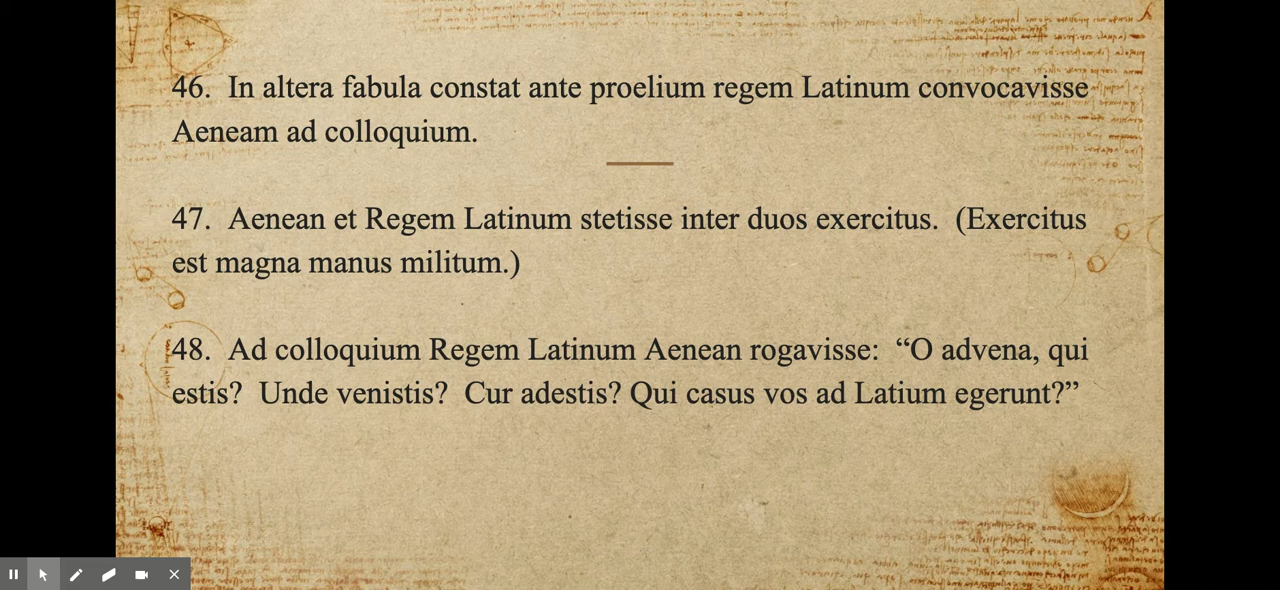 46. In altera fabula constat ante proelium regem Latinum convocavisse
Aeneam ad colloquium.
47. Aenean et Regem Latinum stetisse inter duos exercitus. (Exercitus
est magna manus militum.)
48. Ad colloquium Regem Latinum Aenean rogavisse: “O advena, qui
estis? Unde venistis? Cur adestis? Qui casus vos ad Latium egerunt?”